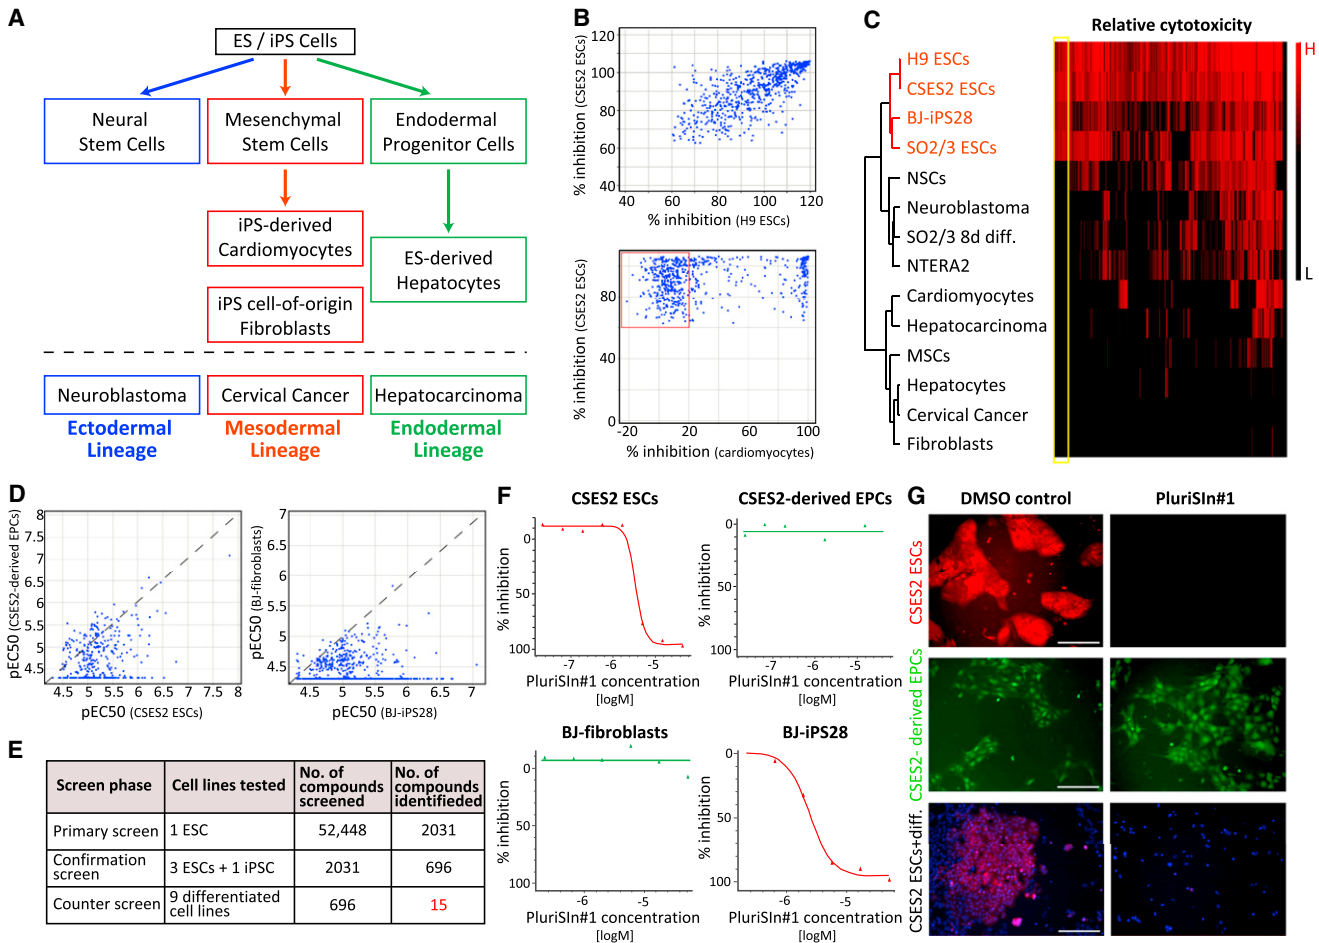 A
ES / iPS Cells
Neural
Stem Cells
Mesenchymal
Stem Cells
Endodermal
Progenitor Cells
iPS-derived
Cardiomyocytes
ES-derived
Hepatocytes
iPS cell-of-origin
Fibroblasts
Neuroblastoma
Cervical Cancer
Hepatocarcinoma
Ectodermal
Lineage
Mesodermal
Lineage
Endodermal
Lineage
B
% inhibition (CSES2 ESCs)
120
100
80
60
40
40 60 80 100 120
% inhibition (H9 ESCs)
% inhibition (CSES2 ESCs)
80
40
0
-20 20 60 100
% inhibition (cardiomyocytes)
C
Relative cytotoxicity
H
L
H9 ESCs
CSES2 ESCs
BJ-iPS28
SO2/3 ESCs
NSCs
Neuroblastoma
SO2/3 8d diff.
NTERA2
Cardiomyocytes
Hepatocarcinoma
MSCs
Hepatocytes
Cervical Cancer
Fibroblasts
D
pEC50 (CSES2-derived EPCs)
8
7.5
7
6.5
6
5.5
5
4.5
4.5 5 5.5 6 6.5 7 7.5 8
pEC50 (CSES2 ESCs)
pEC50 (BJ-fibroblasts)
7
6.5
6
5.5
5
4.5
4.5 5 5.5 6 6.5 7
pEC50 (BJ-iPS28)
E
Screen phase Cell lines tested No. of compounds screened No. of compounds identifieded
Primary screen 1 ESC 52,448 2031
Confirmation screen 3 ESCs + 1 iPSC 2031 696
Counter screen 9 differentiated cell lines 696 15
F
CSES2 ESCs
% inhibition
0
50
100
-7 -6 -5
PluriSIn#1 concentration
[logM]
CSES2-derived EPCs
% inhibition
0
50
100
-7 -6 -5
PluriSIn#1 concentration
[logM]
BJ-fibroblasts
% inhibition
0
50
100
-6 -5
PluriSIn#1 concentration
[logM]
BJ-iPS28
% inhibition
0
50
100
-6 -5
PluriSIn#1 concentration
[logM]
G
DMSO control
PluriSIn#1
CSES2 ESCs
CSES2- derived EPCs
CSES2 ESCs+diff.